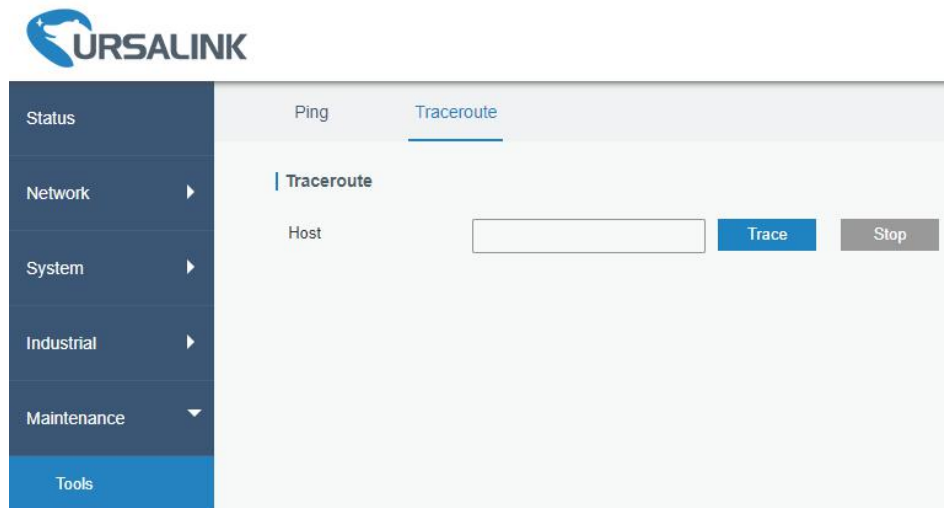 URSALINK
Status
Ping Traceroute
Network
Traceroute
Host Trace Stop
System
Industrial
Maintenance
Tools